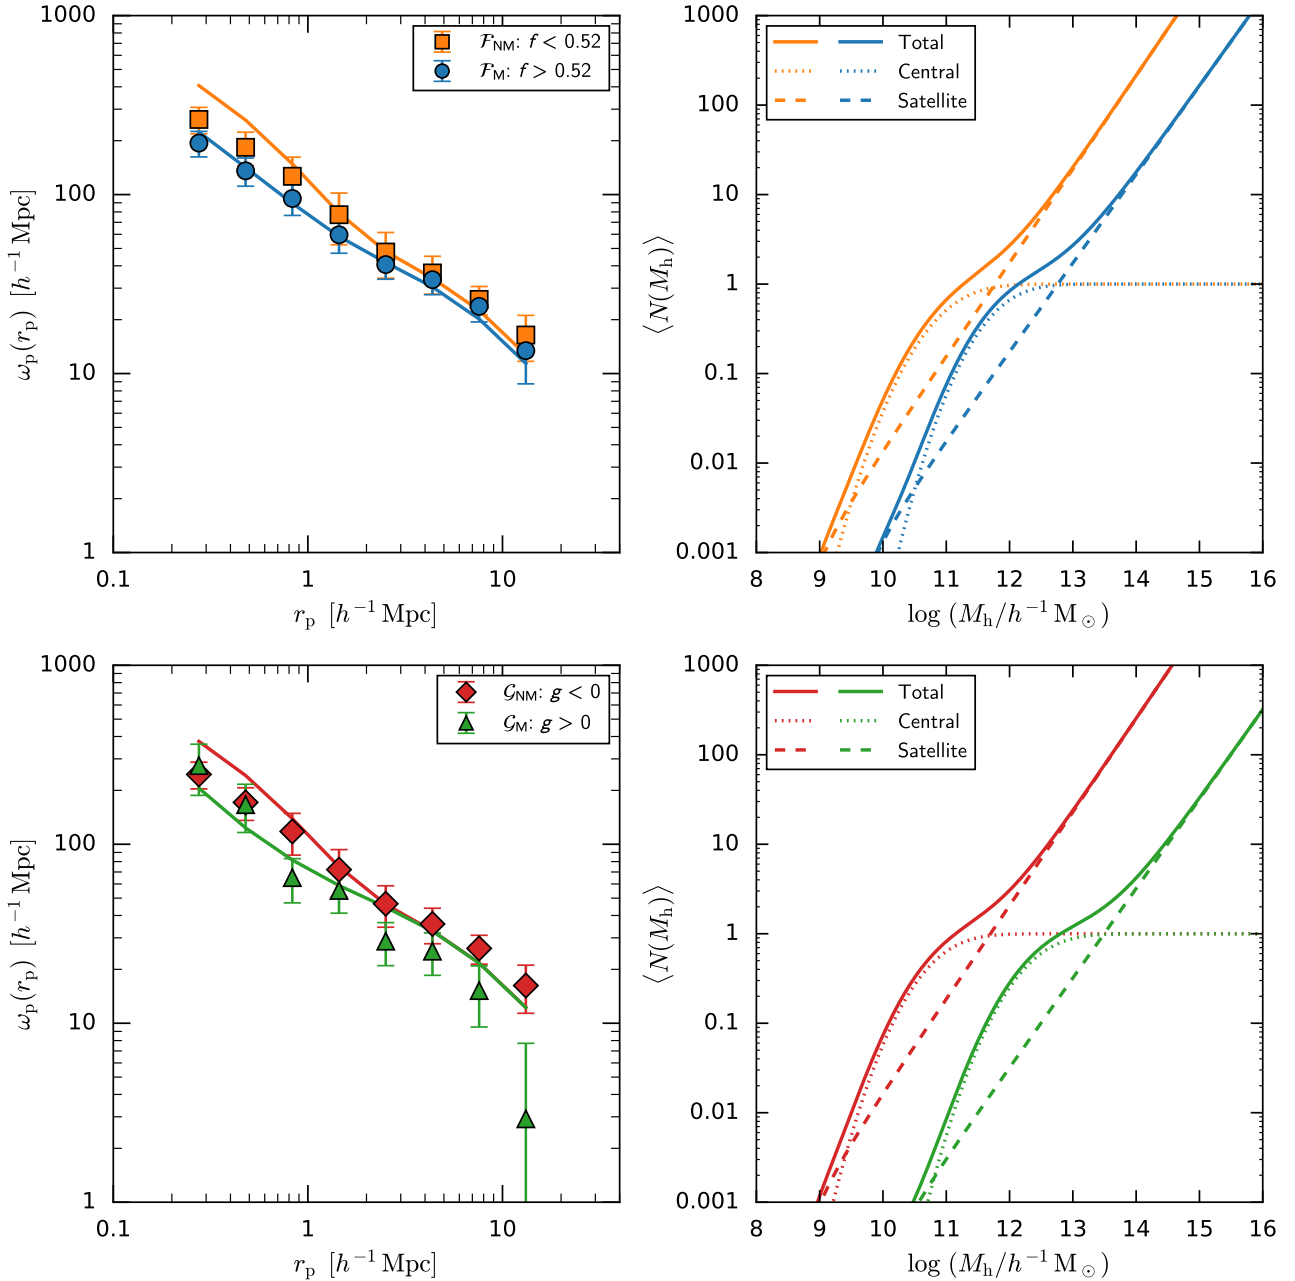 1000
100
10
1
0.1
1
10
ωp(rp) [h−1 Mpc]
rp [h−1 Mpc]
ℱNM: f < 0.52
ℱM: f > 0.52
1000
100
10
1
0.1
0.01
0.001
8 9 10 11 12 13 14 15 16
⟨N(Mh)⟩
log (Mh/h−1 M⊙)
Total
Central
Satellite
1000
100
10
1
0.1
1
10
ωp(rp) [h−1 Mpc]
rp [h−1 Mpc]
𝒢NM: g < 0
𝒢M: g > 0
1000
100
10
1
0.1
0.01
0.001
8 9 10 11 12 13 14 15 16
⟨N(Mh)⟩
log (Mh/h−1 M⊙)
Total
Central
Satellite